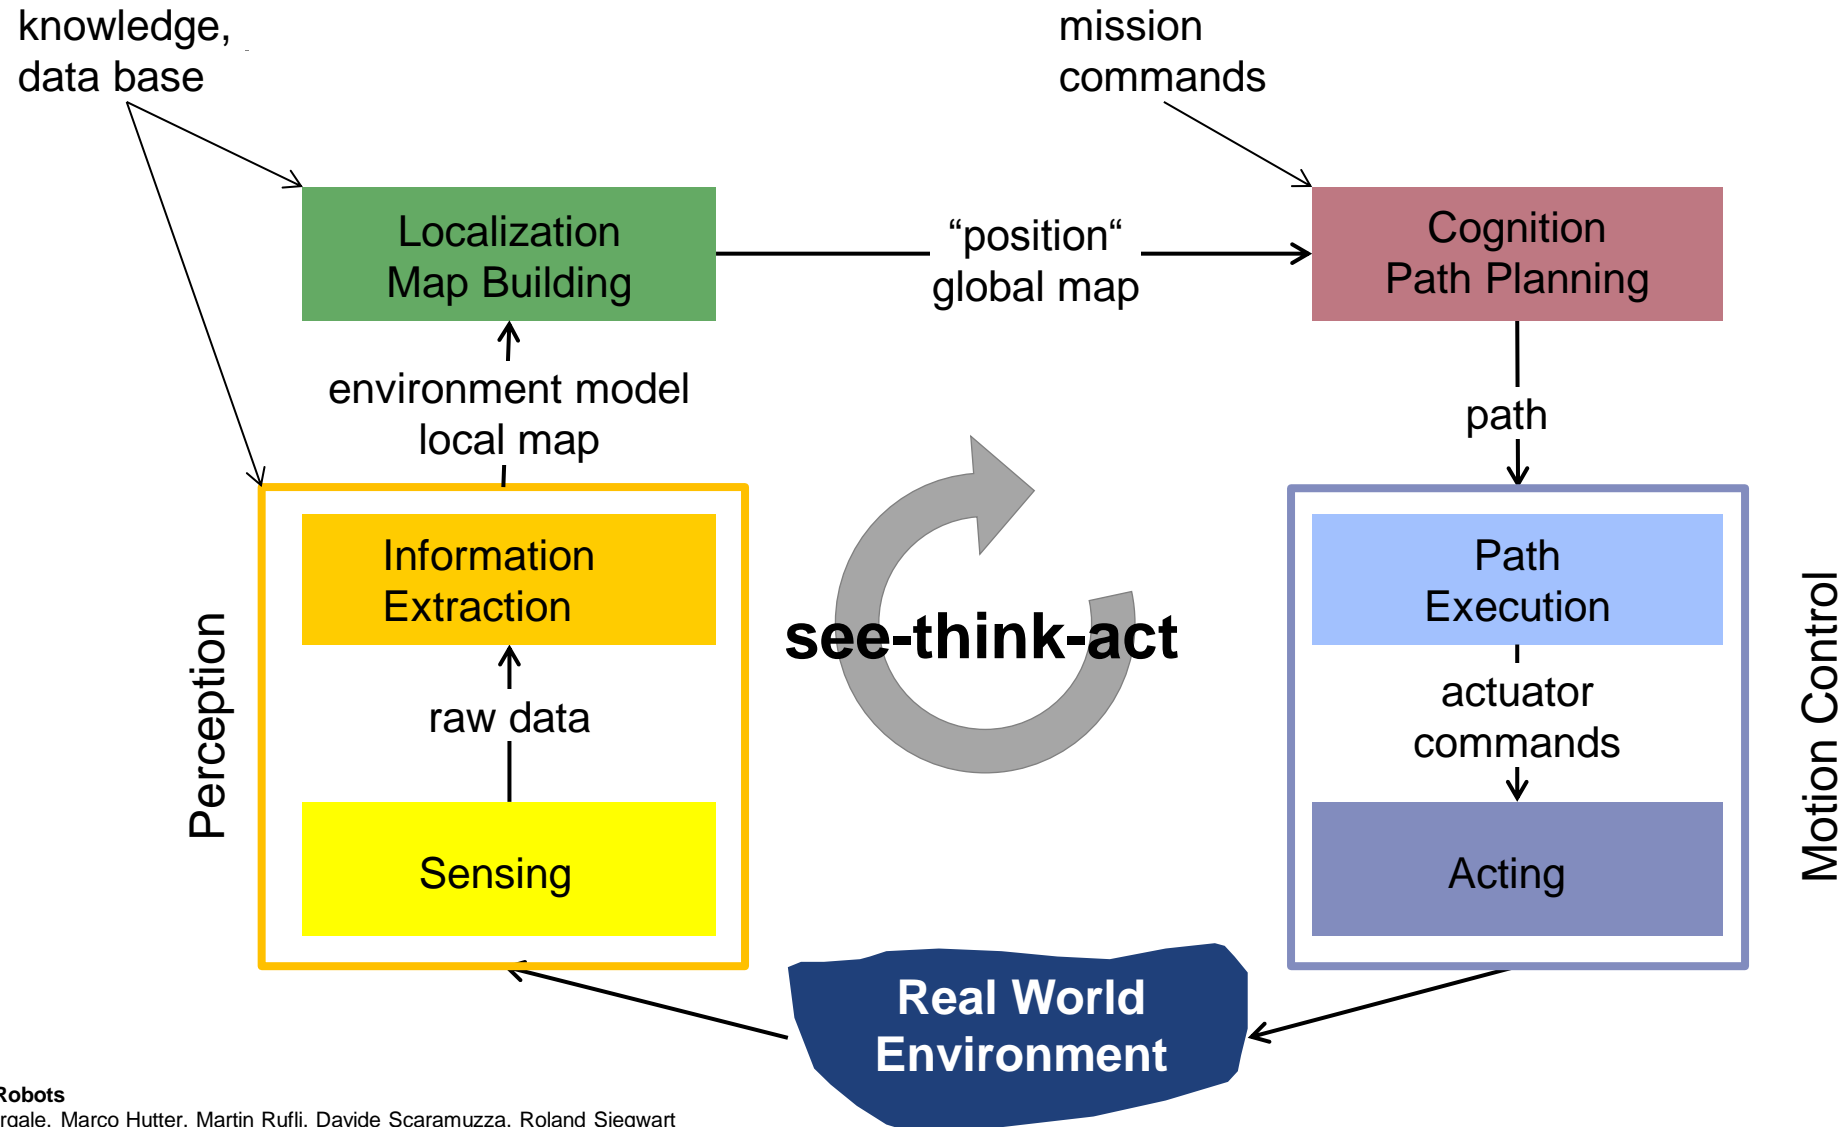 knowledge,
data base
mission
commands
Localization
Map Building
“position“
global map
Cognition
Path Planning
environment model
local map
path
Information
Extraction
Path
Execution
see-think-act
raw data
actuator
commands
Perception
Motion Control
Sensing
Acting
Real World
Environment
Robots
Marco Hutter, Martin Rufli, Davide Scaramuzza, Roland Siegwart